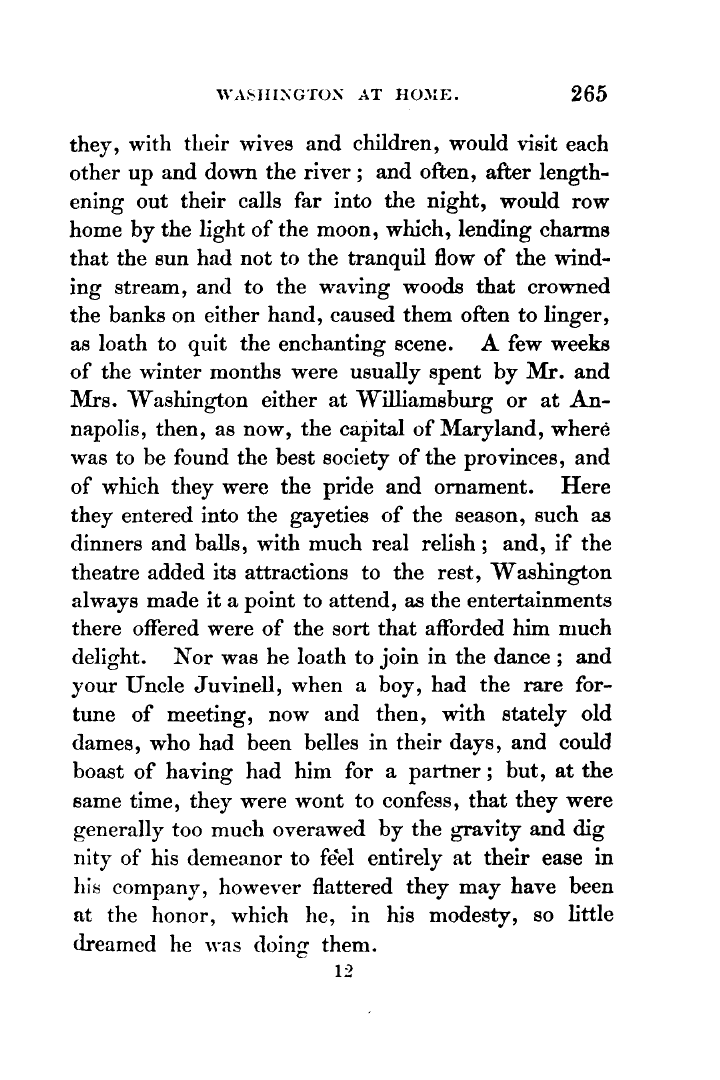 WASHINGTON AT HOME. 265
they, with their wives and children, would visit each
other up and down the river ; and often, after length-
ening out their calls far into the night, would row
home by the light of the moon, which, lending charms
that the sun had not to the tranquil flow of the wind-
ing stream, and to the waving woods that crowned
the banks on either hand, caused them often to linger,
as loath to quit the enchanting scene. A few weeks
of the winter months were usually spent by Mr. and
Mrs. Washington either at Williamsburg or at An-
napolis, then, as now, the capital of Maryland, where
was to be found the best society of the provinces, and
of which they were the pride and ornament. Here
they entered into the gayeties of the season, such as
dinners and balls, with much real relish ; and, if the
theatre added its attractions to the rest, Washington
always made it a point to attend, as the entertainments
there offered were of the sort that afforded him much
delight. Nor was he loath to join in the dance ; and
your Uncle Juvinell, when a boy, had the rare for-
tune of meeting, now and then, with stately old
dames, who had been belles in their days, and could
boast of having had him for a partner ; but, at the
same time, they were wont to confess, that they were
generally too much overawed by the gravity and dig
nity of his demeanor to feel entirely at their ease in
his company, however flattered they may have been
at the honor, which he, in his modesty, so little
dreamed he was doing them.
12